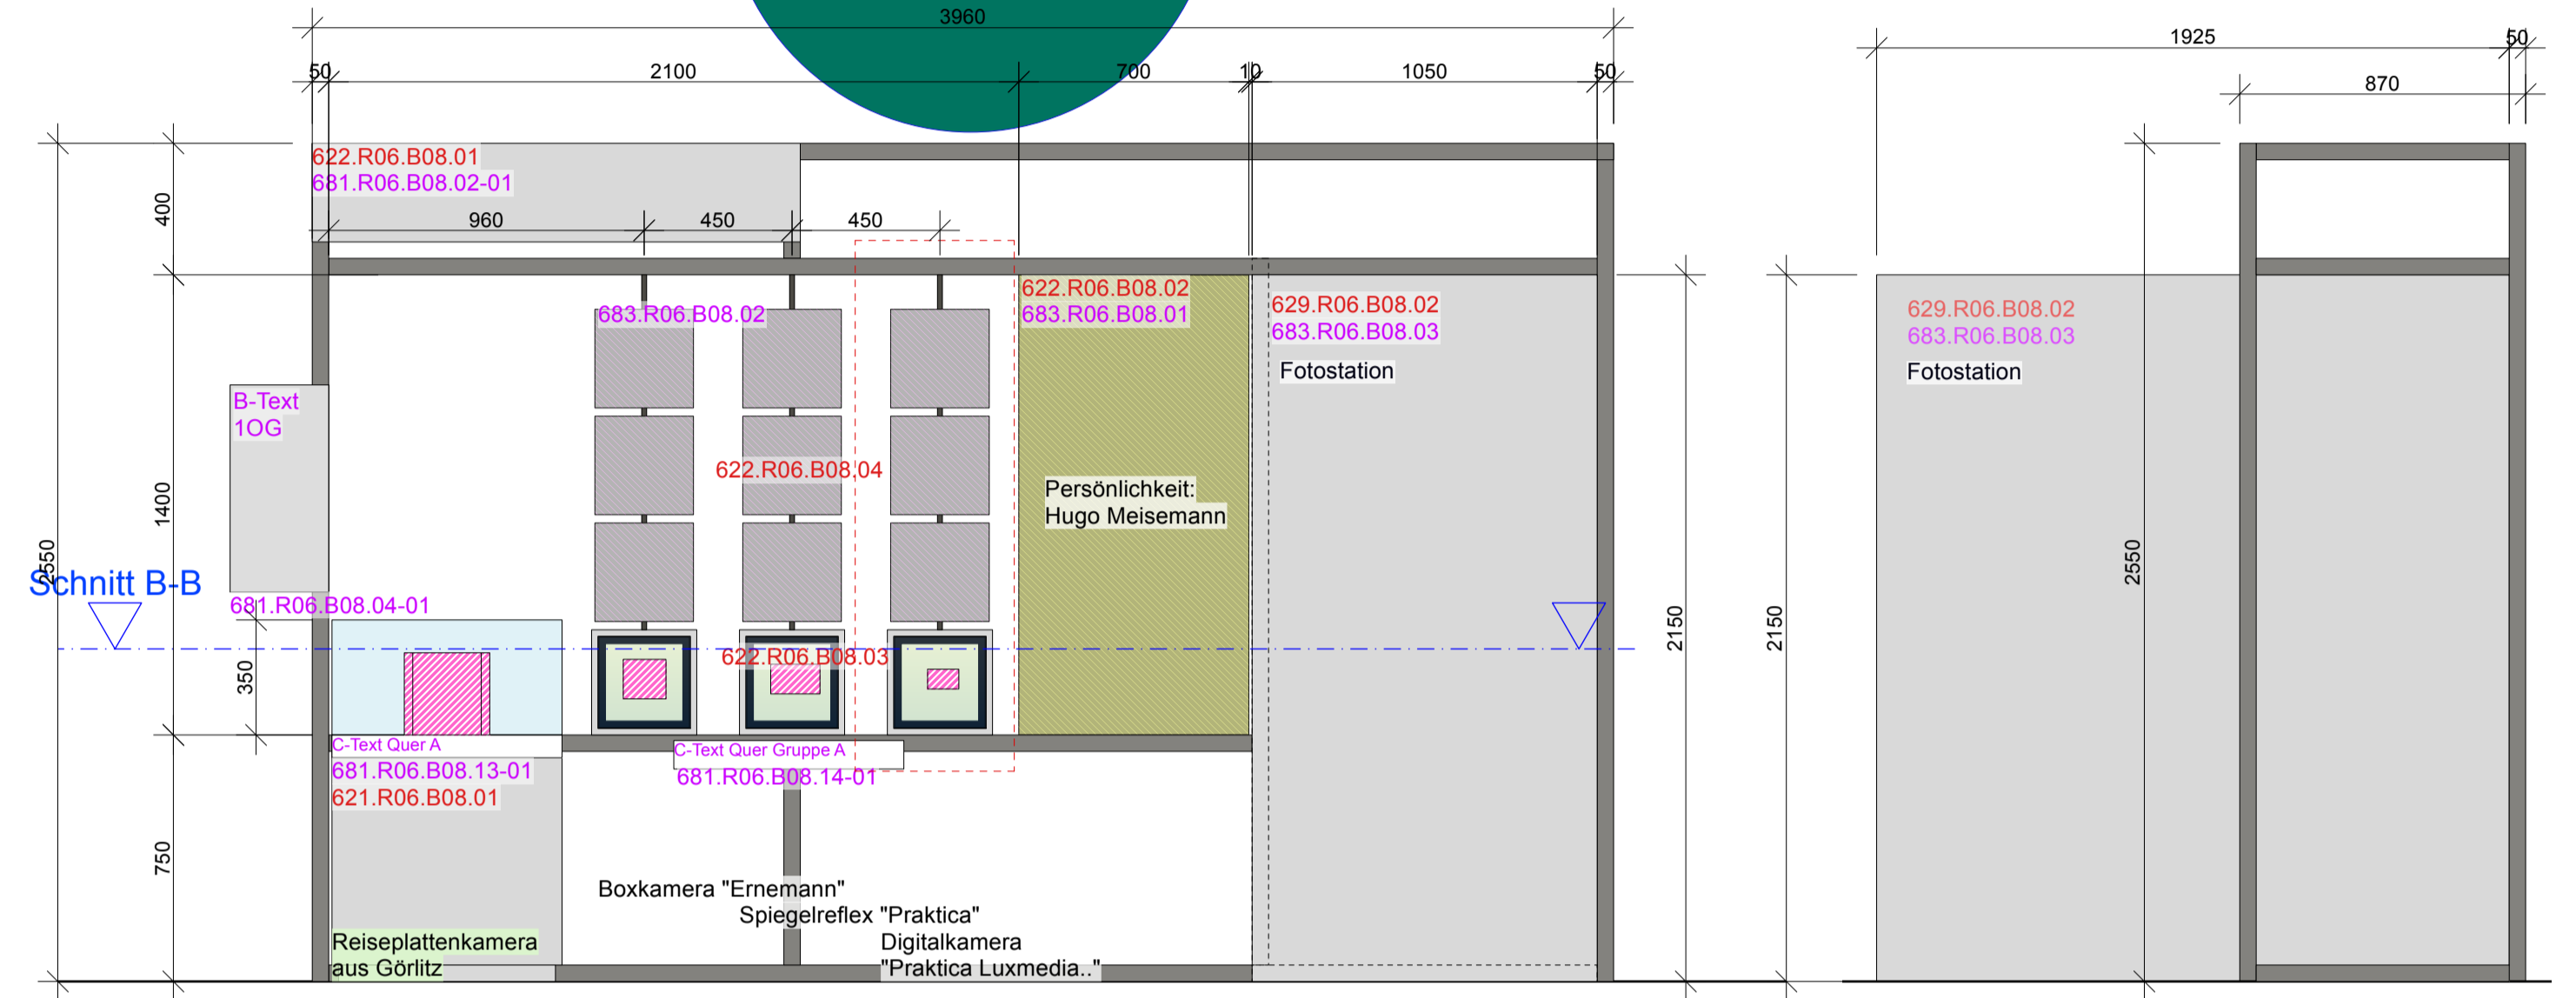 3960
1925
50
50
2100
700
10
1050
50
870
622.R06.B08.01
681.R06.B08.02-01
400
960
450
450
683.R06.B08.02
622.R06.B08.02
683.R06.B08.01
629.R06.B08.02
683.R06.B08.03
Fotostation
629.R06.B08.02
683.R06.B08.03
Fotostation
B-Text
1OG
622.R06.B08.04
Persönlichkeit:
Hugo Meisemann
1400
2550
2550
Schnitt B-B
681.R06.B08.04-01
2150
2150
350
622.R06.B08.03
C-Text Quer A
681.R06.B08.13-01
621.R06.B08.01
C-Text Quer Gruppe A
681.R06.B08.14-01
750
Boxkamera "Ernemann"
Spiegelreflex "Praktica"
Digitalkamera
"Praktica Luxmedia.."
Reiseplattenkamera
aus Görlitz